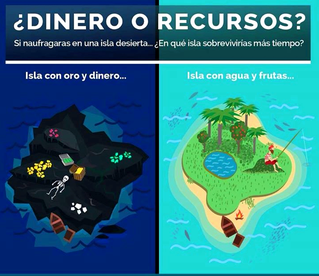 ¿DINERO O RECURSOS?
Si naufragaras en una isla desierta... ¿En qué isla sobrevivirías más tiempo?
Isla con oro y dinero...
Isla con agua y frutas...